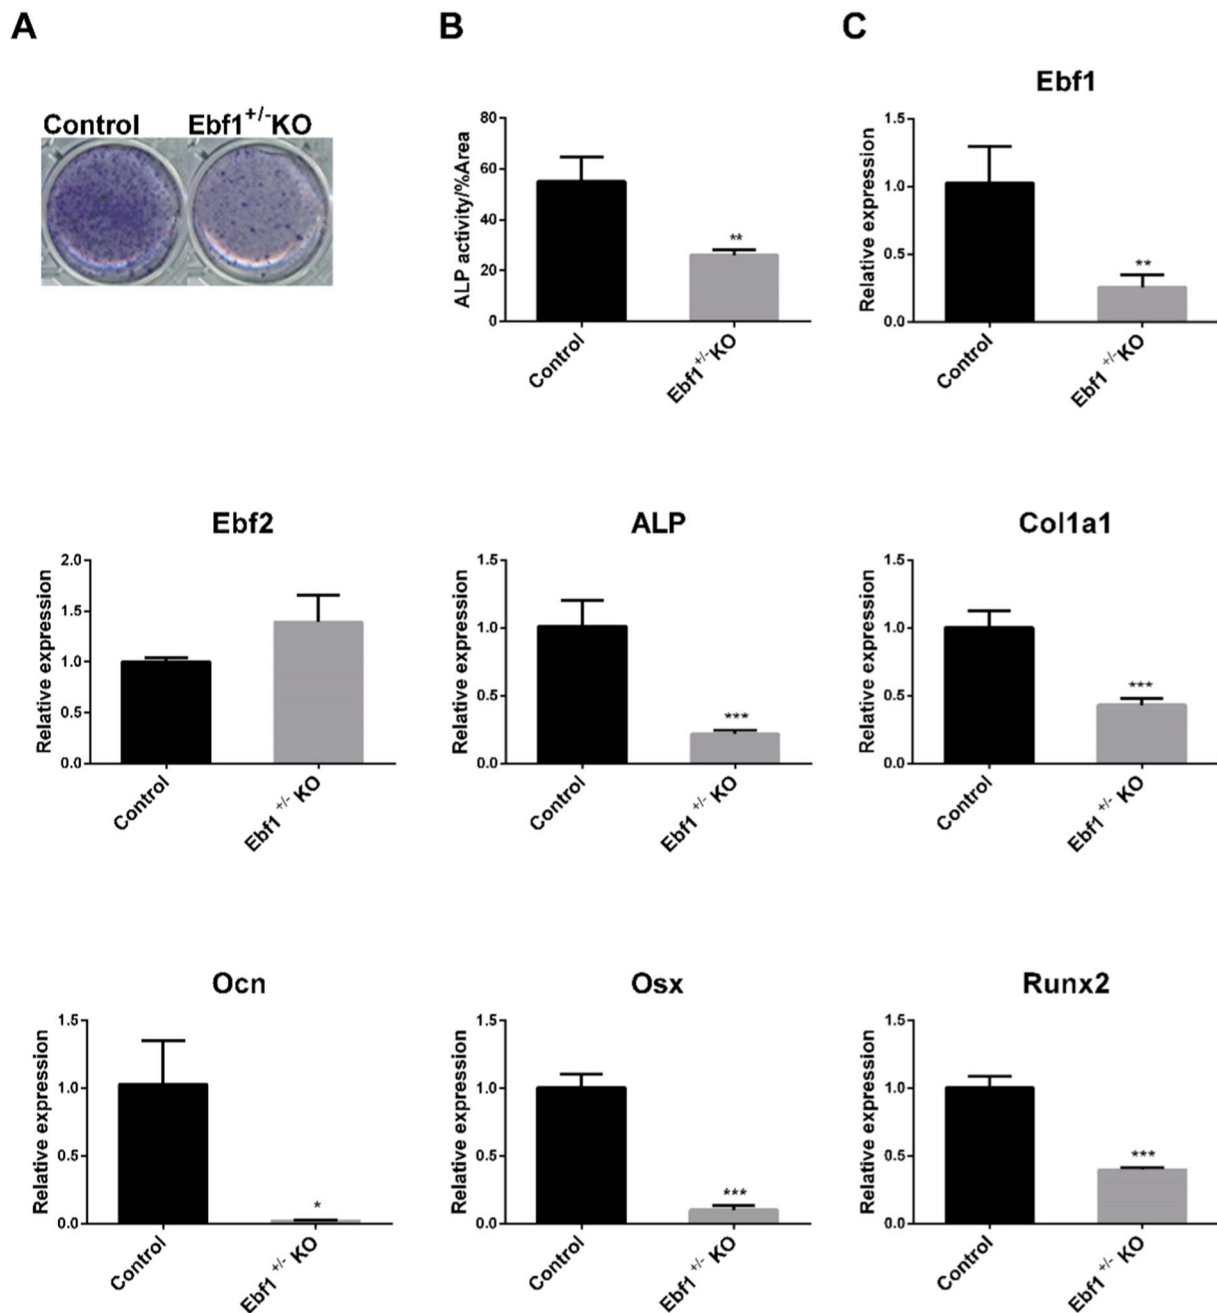 A
B
C
Control Ebf1+/-KO
80
60
40
20
0
ALP activity/%Area
**
Control
Ebf1+/-KO
Ebf1
1.5
1.0
0.5
0.0
Relative expression
**
Control
Ebf1+/-KO
Ebf2
2.0
1.5
1.0
0.5
0.0
Relative expression
Control
Ebf1+/- KO
ALP
1.5
1.0
0.5
0.0
Relative expression
***
Control
Ebf1+/- KO
Col1a1
1.5
1.0
0.5
0.0
Relative expression
***
Control
Ebf1+/- KO
Ocn
1.5
1.0
0.5
0.0
Relative expression
*
Control
Ebf1+/- KO
Osx
1.5
1.0
0.5
0.0
Relative expression
***
Control
Ebf1+/- KO
Runx2
1.5
1.0
0.5
0.0
Relative expression
***
Control
Ebf1+/- KO